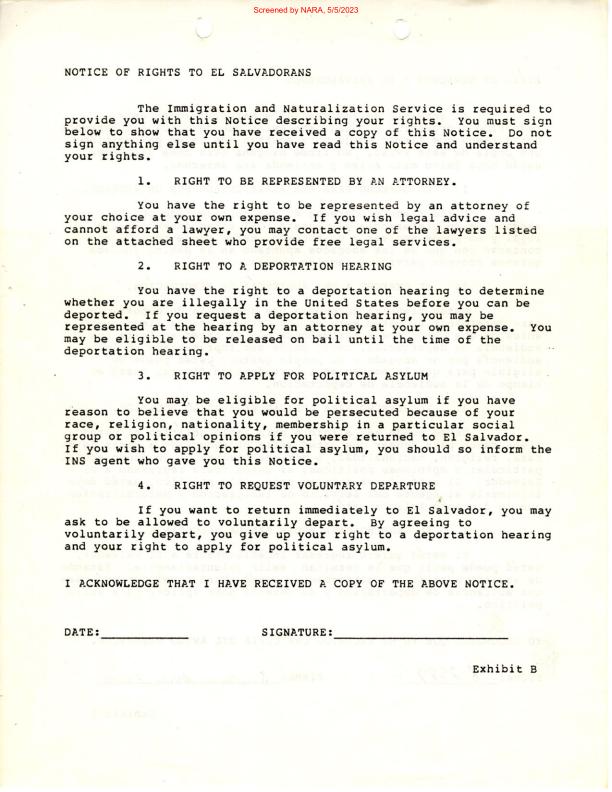 Screened by NARA, 5/5/2023
NOTICE OF RIGHTS TO EL SALVADORANS
The Immigration and Naturalization Service is required to
provide you with this Notice describing your rights. You must sign
below to show that you have received a copy of this Notice. Do not
sign anything else until you have read this Notice and understand
your rights.
1. RIGHT TO BE REPRESENTED BY AN ATTORNEY.
You have the right to be represented by an attorney of
your choice at your own expense. If you wish legal advice and
cannot afford a lawyer, you may contact one of the lawyers listed
on the attached sheet who provide free legal services.
2. RIGHT TO A DEPORTATION HEARING
You have the right to a deportation hearing to determine
whether you are illegally in the United States before you can be
deported. If you request a deportation hearing, you may be
represented at the hearing by an attorney at your own expense. You
may be eligible to be released on bail until the time of the
deportation hearing.
3. RIGHT TO APPLY FOR POLITICAL ASYLUM
You may be eligible for political asylum if you have
reason to believe that you would be persecuted because of your
race, religion, nationality, membership in a particular social
group or political opinions if you were returned to El Salvador.
If you wish to apply for political asylum, you should so inform the
INS agent who gave you this Notice.
4. RIGHT TO REQUEST VOLUNTARY DEPARTURE
If you want to return immediately to El Salvador, you may
ask to be allowed to voluntarily depart. By agreeing to
voluntarily depart, you give up your right to a deportation hearing
and your right to apply for political asylum.
I ACKNOWLEDGE THAT I HAVE RECEIVED A COPY OF THE ABOVE NOTICE.
DATE:____________ SIGNATURE:________________________
Exhibit B